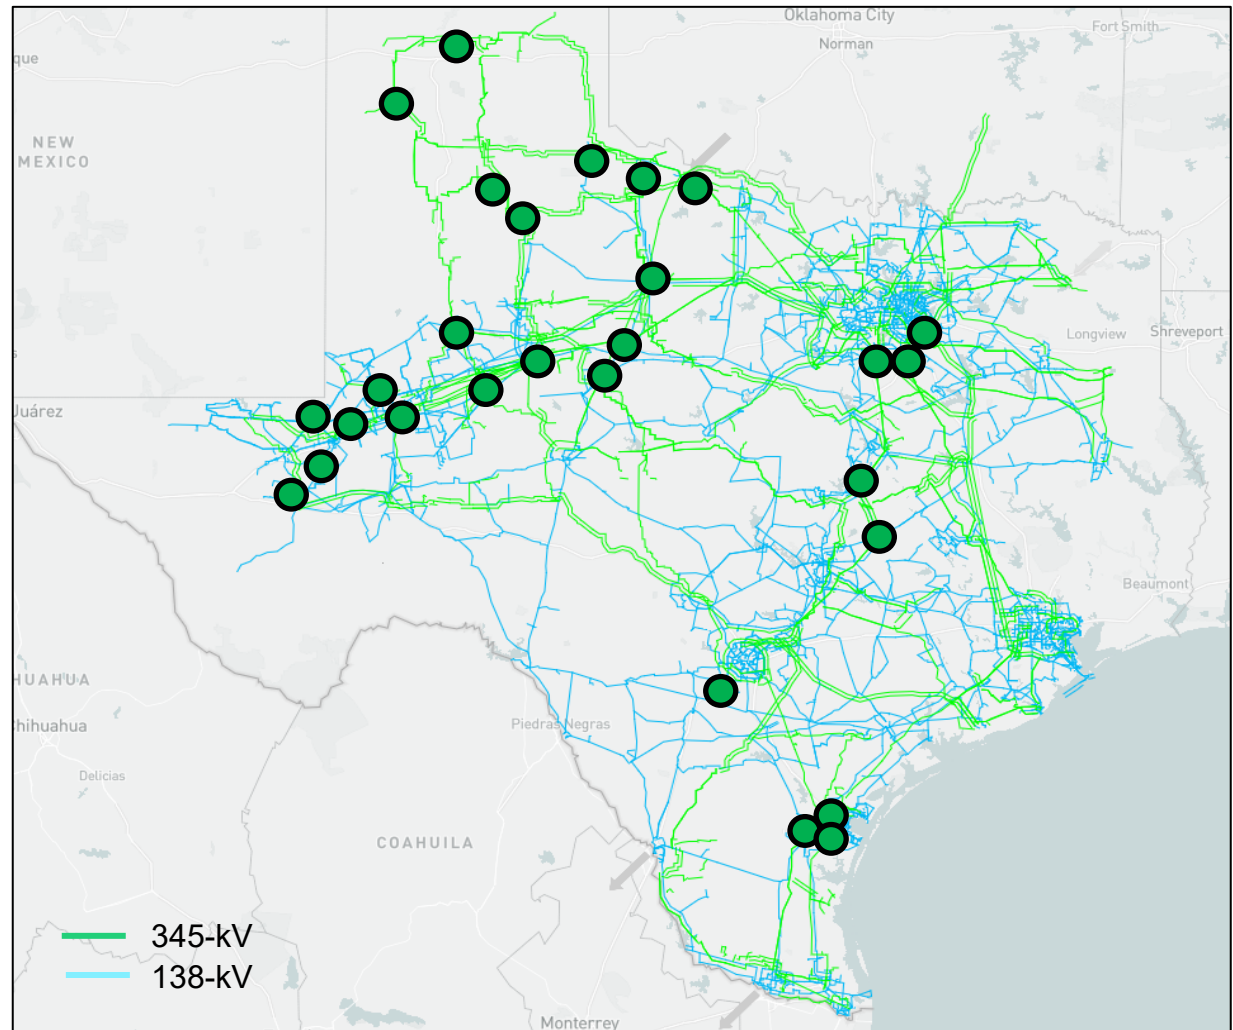 Oklahoma City
Fort Smith
Norman
que
NEW
MEXICO
Longview
Shreveport
Juárez
Beaumont
HUAHUA
Chihuahua
Piedras Negras
Delicias
COAHUILA
345-kV
138-kV
Monterrey